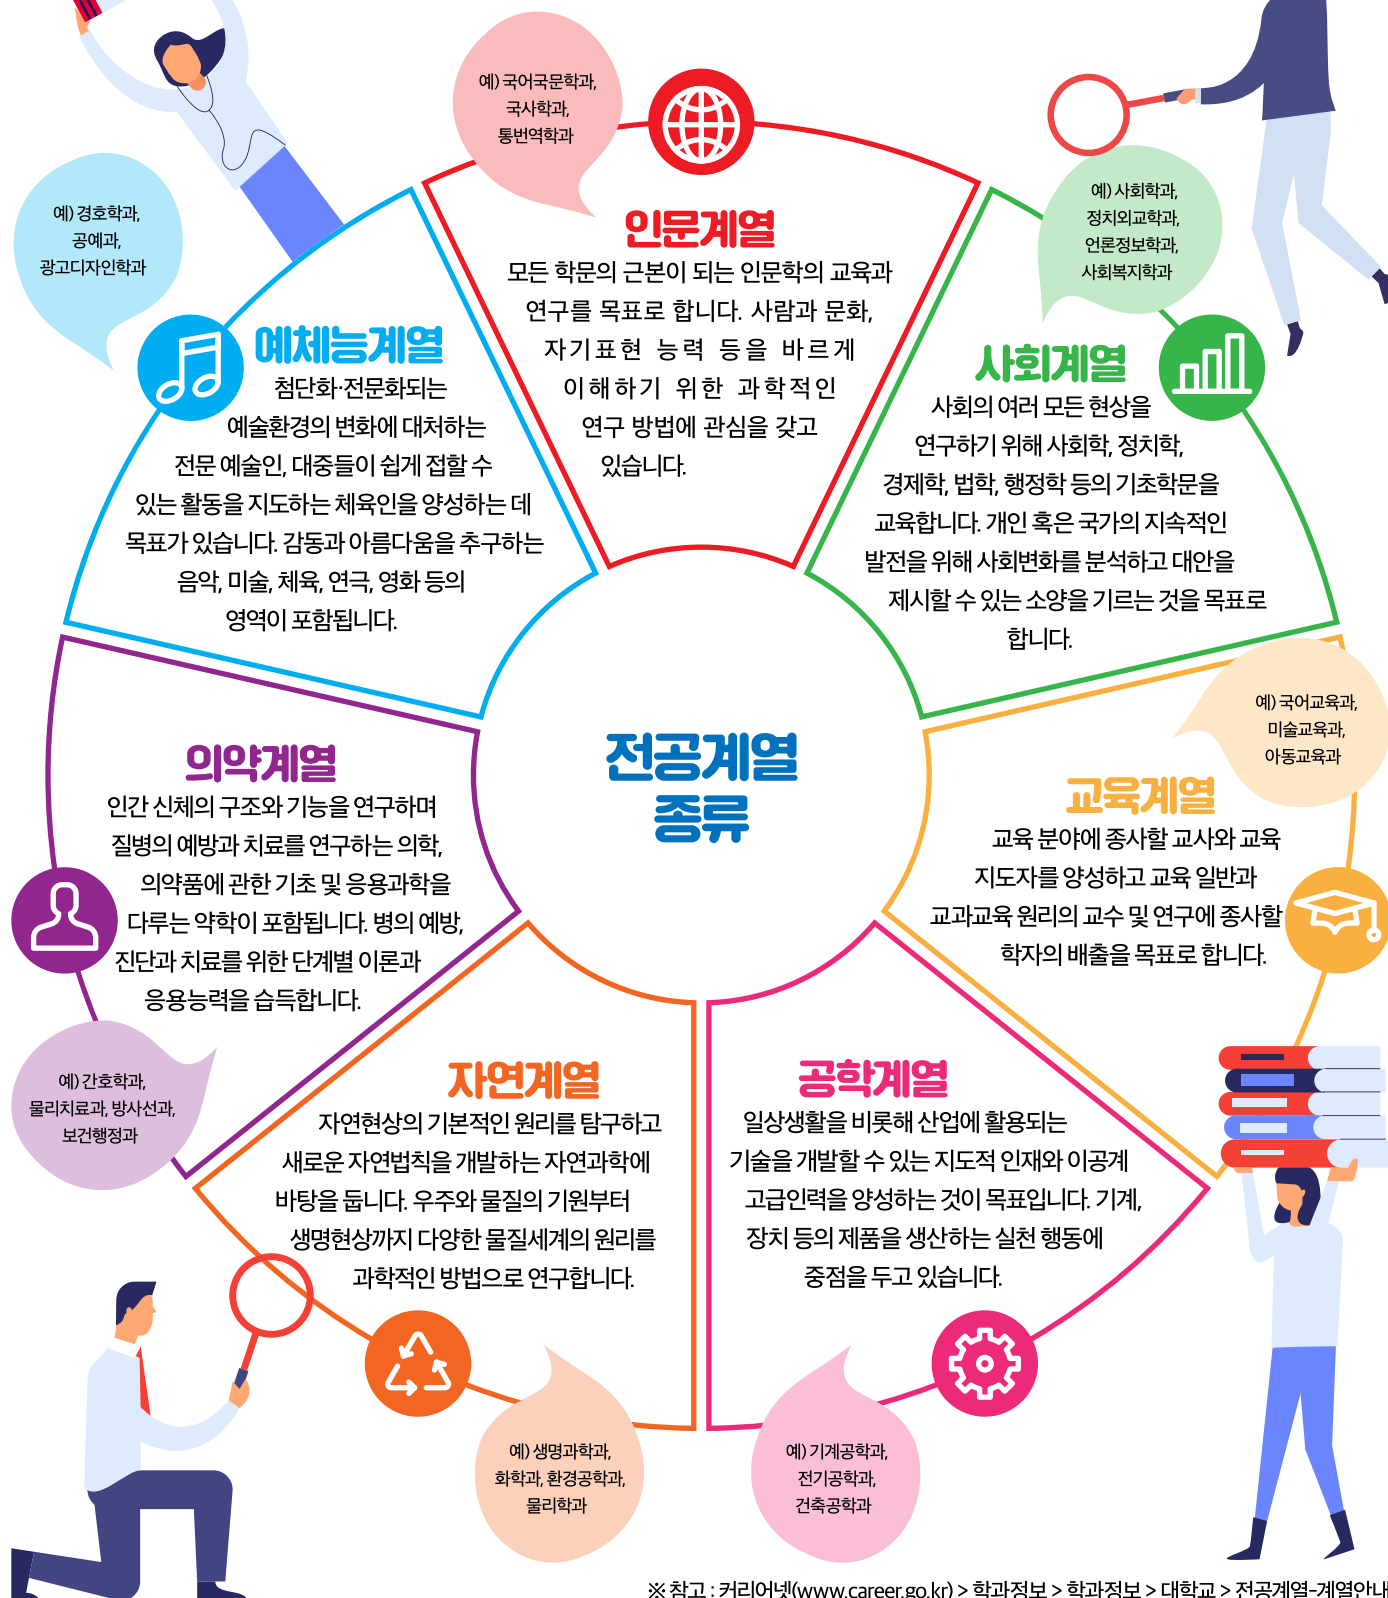 예) 국어국문학과,
국사학과,
통번역학과
인문계열
모든 학문의 근본이 되는 인문학의 교육과
연구를 목표로 합니다. 사람과 문화,
자기표현 능력 등을 바르게
이해하기 위한 과학적인
연구 방법에 관심을 갖고
있습니다.
예) 사회학과,
정치외교학과,
언론정보학과,
사회복지학과
사회계열
사회의 여러 모든 현상을
연구하기 위해 사회학, 정치학,
경제학, 법학, 행정학 등의 기초학문을
교육합니다. 개인 혹은 국가의 지속적인
발전을 위해 사회변화를 분석하고 대안을
제시할 수 있는 소양을 기르는 것을 목표로
합니다.
예) 경호학과,
공예과,
광고디자인학과
예체능계열
첨단화·전문화되는
예술환경의 변화에 대처하는
전문 예술인, 대중들이 쉽게 접할 수
있는 활동을 지도하는 체육인을 양성하는 데
목표가 있습니다. 감동과 아름다움을 추구하는
음악, 미술, 체육, 연극, 영화 등의
영역이 포함됩니다.
전공계열
종류
예) 국어교육과,
미술교육과,
아동교육과
교육계열
교육 분야에 종사할 교사와 교육
지도자를 양성하고 교육 일반과
교과교육 원리의 교수 및 연구에 종사할
학자의 배출을 목표로 합니다.
의약계열
인간 신체의 구조와 기능을 연구하며
질병의 예방과 치료를 연구하는 의학,
의약품에 관한 기초 및 응용과학을
다루는 약학이 포함됩니다. 병의 예방,
진단과 치료를 위한 단계별 이론과
응용능력을 습득합니다.
예) 간호학과,
물리치료과, 방사선과,
보건행정과
자연계열
자연현상의 기본적인 원리를 탐구하고
새로운 자연법칙을 개발하는 자연과학에
바탕을 둡니다. 우주와 물질의 기원부터
생명현상까지 다양한 물질세계의 원리를
과학적인 방법으로 연구합니다.
예) 생명과학과,
화학과, 환경공학과,
물리학과
공학계열
일상생활을 비롯해 산업에 활용되는
기술을 개발할 수 있는 지도적 인재와 이공계
고급인력을 양성하는 것이 목표입니다. 기계,
장치 등의 제품을 생산하는 실천 행동에
중점을 두고 있습니다.
예) 기계공학과,
전기공학과,
건축공학과
※ 참고 : 커리어넷(www.career.go.kr) > 학과정보 > 학과정보 > 대학교 > 전공계열-계열안내